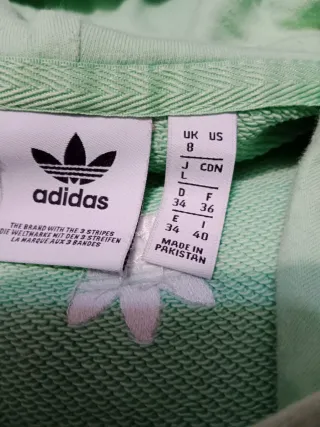 adidas
THE BRAND WITH THE 3 STRIPES
DIE WELTMARKE MIT DEN 3 STREIFEN
LA MARQUE AUX 3 BANDES
UK US
8
J CDN
L
D F
34 36
E I
34 40
MADE IN
PAKISTAN